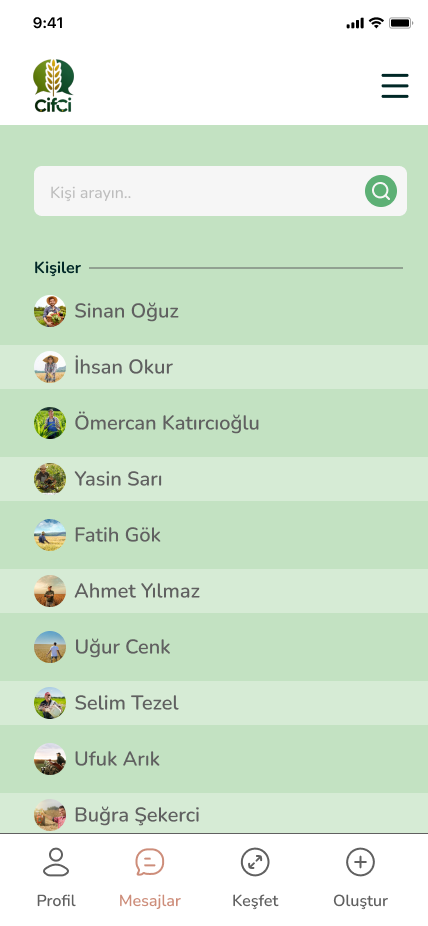 9:41
CifCi
Kişi arayın..
Kişiler
Sinan Oğuz
İhsan Okur
Ömercan Katırcıoğlu
Yasin Sarı
Fatih Gök
Ahmet Yılmaz
Uğur Cenk
Selim Tezel
Ufuk Arık
Buğra Şekerci
Profil Mesajlar Keşfet Oluştur